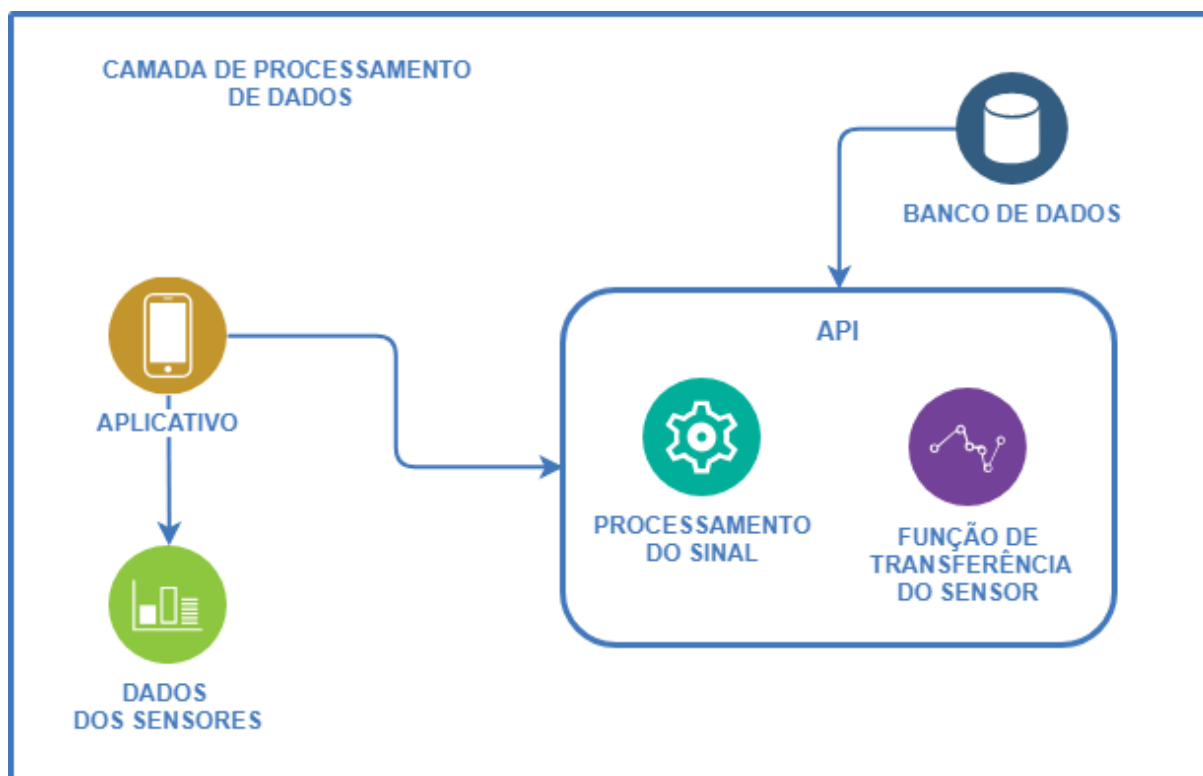 CAMADA DE PROCESSAMENTO
DE DADOS
BANCO DE DADOS
API
APLICATIVO
PROCESSAMENTO
DO SINAL
FUNÇÃO DE
TRANSFERÊNCIA
DO SENSOR
DADOS
DOS SENSORES